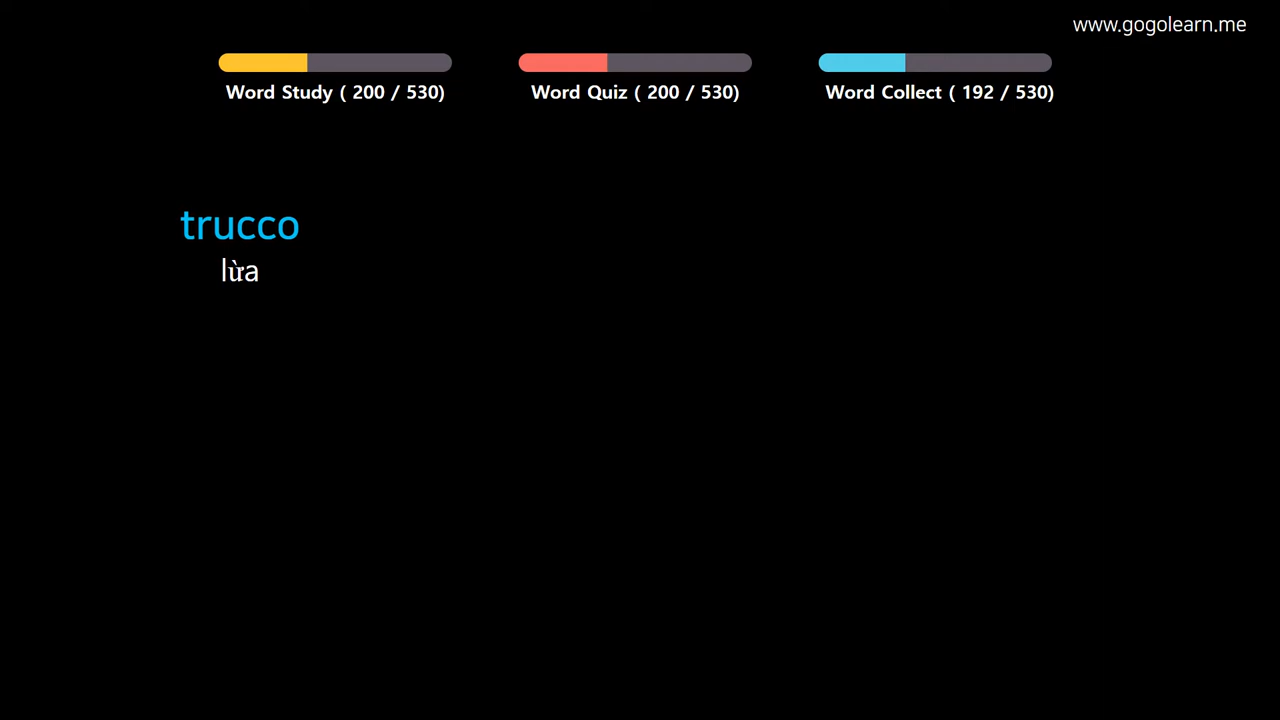 www.gogolearn.me
Word Study ( 200 / 530)
Word Quiz ( 200 / 530)
Word Collect ( 192 / 530)
trucco
lừa